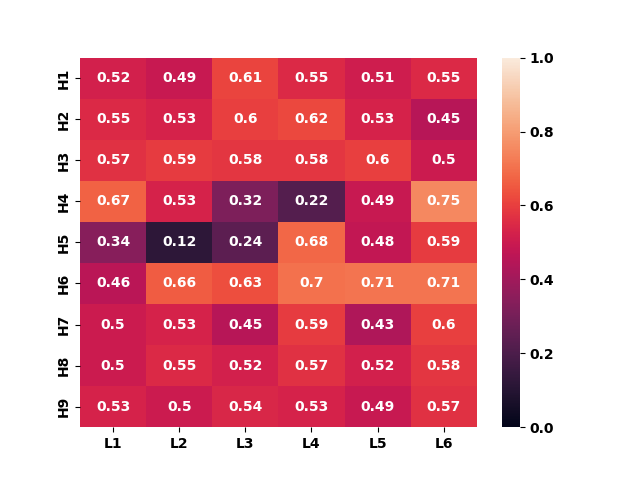 H1 0.52 0.49 0.61 0.55 0.51 0.55
H2 0.55 0.53 0.6 0.62 0.53 0.45
H3 0.57 0.59 0.58 0.58 0.6 0.5
H4 0.67 0.53 0.32 0.22 0.49 0.75
H5 0.34 0.12 0.24 0.68 0.48 0.59
H6 0.46 0.66 0.63 0.7 0.71 0.71
H7 0.5 0.53 0.45 0.59 0.43 0.6
H8 0.5 0.55 0.52 0.57 0.52 0.58
H9 0.53 0.5 0.54 0.53 0.49 0.57
L1 L2 L3 L4 L5 L6
1.0
0.8
0.6
0.4
0.2
0.0